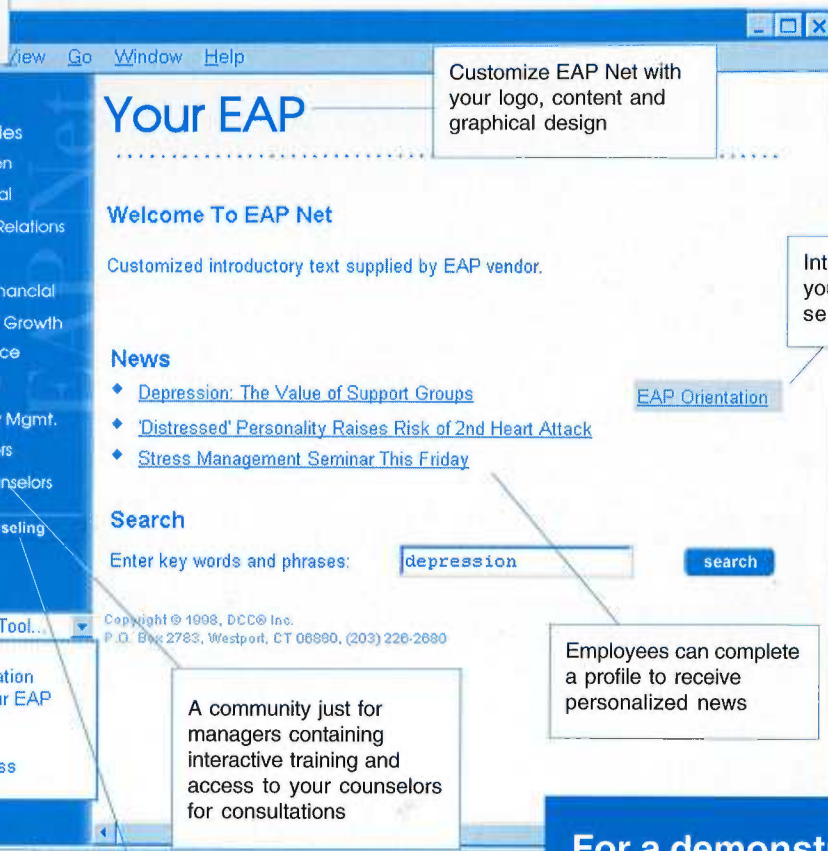 View Go Window Help
Customize EAP Net with
your logo, content and
graphical design
Your EAP
Relations
Growth
Mgmt.
Welcome To EAP Net
Customized introductory text supplied by EAP vendor.
News
Depression: The Value of Support Groups
EAP Orientation
'Distressed' Personality Raises Risk of 2nd Heart Attack
Stress Management Seminar This Friday
Search
Enter key words and phrases: depression search
Copyright © 1998, DCC® Inc.
P.O. Box 2783, Westport, CT 06880, (203) 226-2680
Tool...
EAP
EAP Net
Employees can complete
a profile to receive
personalized news
A community just for
managers containing
interactive training and
access to your counselors
for consultations
For a